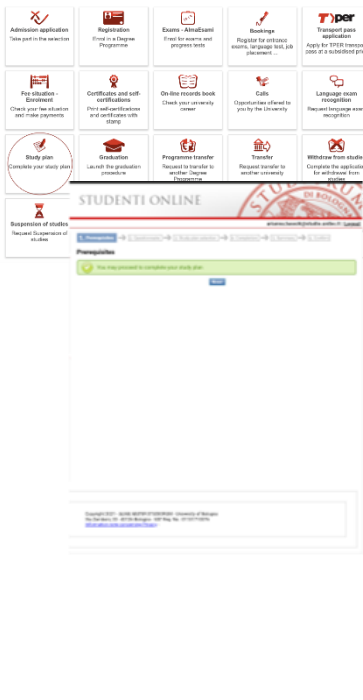 Admission application
Take part in the selection
Registration
Enrol in a Degree
Programme
Exams - AlmaEsami
Enrol for exams and
progress tests
Bookings
Register for entrance
exams, language test, job
placement ...
Transport pass
application
Apply for TPER transpo
pass at a subsidised pri
Fee situation -
Enrolment
Check your fee situation
and make payments
Certificates and self-
certifications
Print self-certifications
and certificates with
stamp
On-line records book
Check your university
career
Calls
Opportunities offered to
you by the University
Language exam
recognition
Request language exam
recognition
Study plan
Complete your study plan
Graduation
Launch the graduation
procedure
Programme transfer
Request to transfer to
another Degree
Programme
Transfer
Request transfer to
another university
Withdraw from studies
Complete the applicatio
for withdrawal from
studies
Suspension of studies
Request Suspension of
studies
STUDENTI ONLINE
Prerequisites
You may proceed to complete your study plan